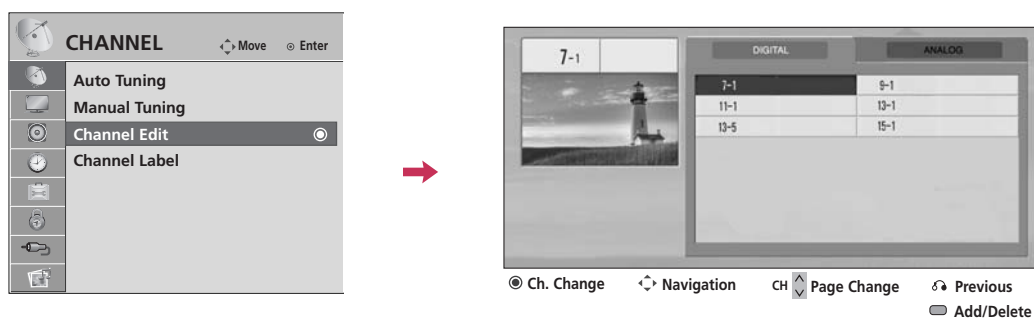 CHANNEL
Move
Enter
Auto Tuning
Manual Tuning
Channel Edit
Channel Label
7-1
DIGITAL
ANALOG
7-1
9-1
11-1
13-1
13-5
15-1
Ch. Change
Navigation
CH
Page Change
Previous
Add/Delete